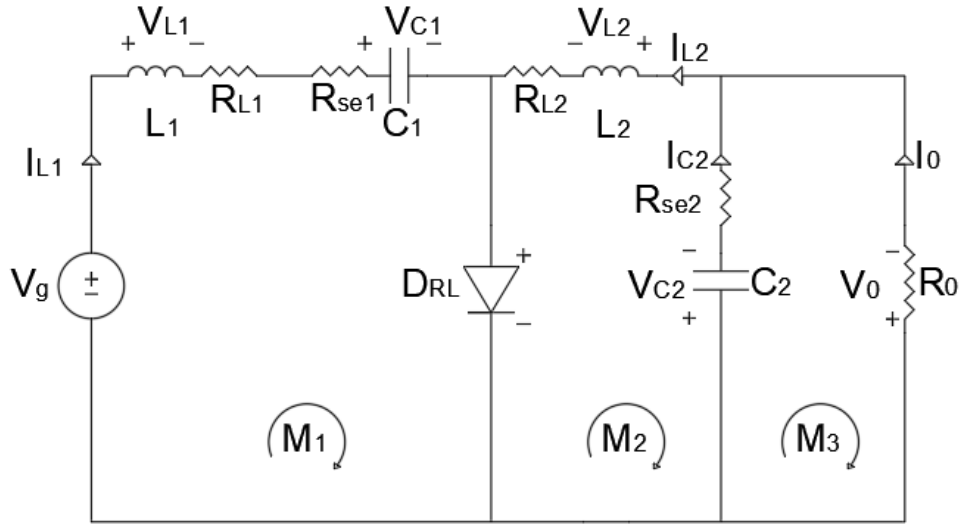 + VL1 −
+ VC1 −
− VL2 +
IL2
L1
RL1
Rse1
C1
RL2
L2
IL1
IC2
I0
Rse2
Vg
+
−
DRL
+
−
−
VC2
+
C2
−
V0
+
R0
M1
M2
M3